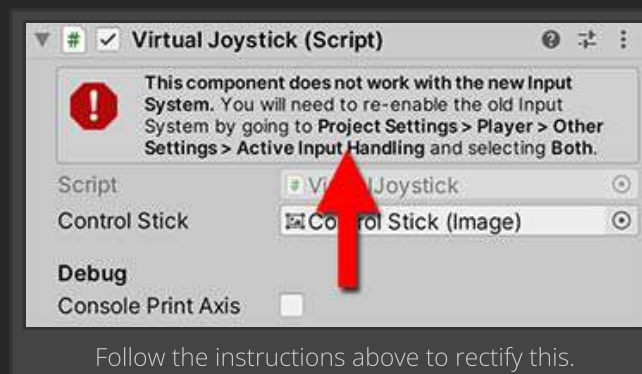 Virtual Joystick (Script)
This component does not work with the new Input
System. You will need to re-enable the old Input
System by going to Project Settings > Player > Other
Settings > Active Input Handling and selecting Both.
Script
Joystick
Control Stick
Stick (Image)
Debug
Console Print Axis
Follow the instructions above to rectify this.